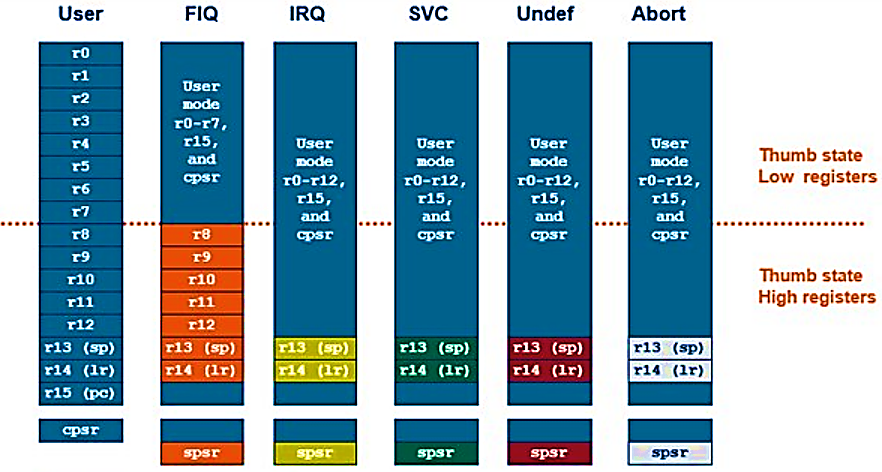 User
FIQ
IRQ
SVC
Undef
Abort
r0
r1
r2
r3
r4
r5
r6
r7
r8
r9
r10
r11
r12
r13 (sp)
r14 (lr)
r15 (pc)
cpsr
User
mode
r0-r7,
r15,
and
cpsr
r8
r9
r10
r11
r12
r13 (sp)
r14 (lr)
spsr
User
mode
r0-r12,
r15,
and
cpsr
r13 (sp)
r14 (lr)
spsr
User
mode
r0-r12,
r15,
and
cpsr
r13 (sp)
r14 (lr)
spsr
User
mode
r0-r12,
r15,
and
cpsr
r13 (sp)
r14 (lr)
spsr
User
mode
r0-r12,
r15,
and
cpsr
r13 (sp)
r14 (lr)
spsr
Thumb state
Low registers
Thumb state
High registers